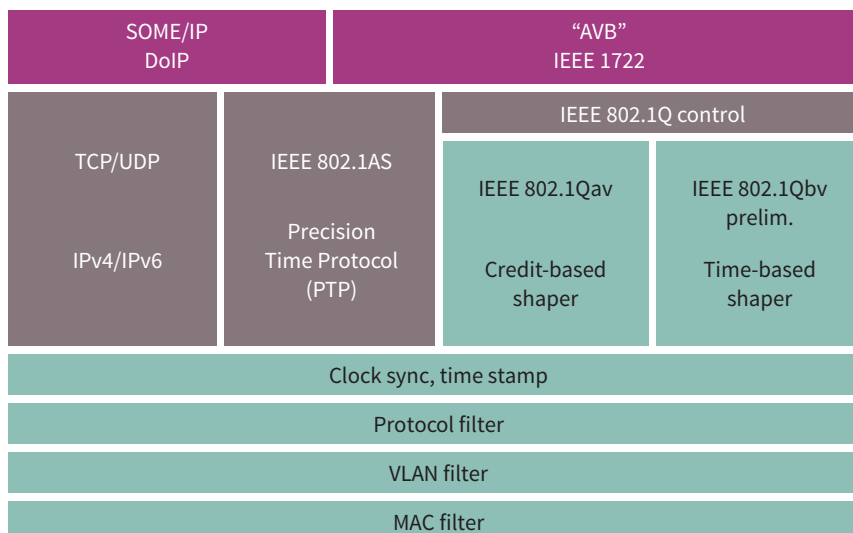 SOME/IP
DoIP
“AVB”
IEEE 1722
TCP/UDP
IPv4/IPv6
IEEE 802.1AS
Precision
Time Protocol
(PTP)
IEEE 802.1Q control
IEEE 802.1Qav
Credit-based
shaper
IEEE 802.1Qbv
prelim.
Time-based
shaper
Clock sync, time stamp
Protocol filter
VLAN filter
MAC filter